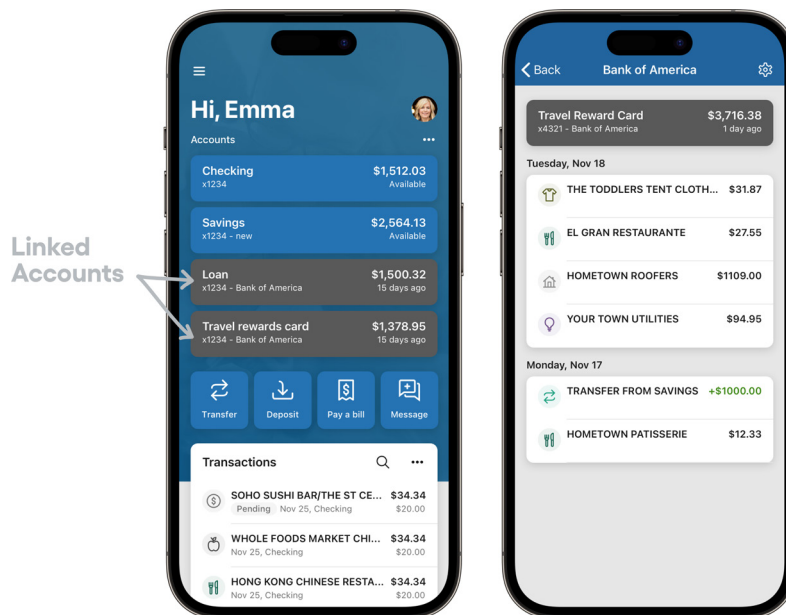 Linked
Accounts
Hi, Emma
Accounts
Checking $1,512.03
x1234 Available
Savings $2,564.13
x1234 - new Available
Loan $1,500.32
x1234 - Bank of America 15 days ago
Travel rewards card $1,378.95
x1234 - Bank of America 15 days ago
Transfer Deposit Pay a bill Message
Transactions
SOHO SUSHI BAR/THE ST CE... $34.34
Pending Nov 25, Checking $20.00
WHOLE FOODS MARKET CHI... $34.34
Nov 25, Checking $20.00
HONG KONG CHINESE RESTA... $34.34
Nov 25, Checking $20.00
Back Bank of America
Travel Reward Card $3,716.38
x4321 - Bank of America 1 day ago
Tuesday, Nov 18
THE TODDLERS TENT CLOTH... $31.87
EL GRAN RESTAURANTE $27.55
HOMETOWN ROOFERS $1109.00
YOUR TOWN UTILITIES $94.95
Monday, Nov 17
TRANSFER FROM SAVINGS +$1000.00
HOMETOWN PATISSERIE $12.33